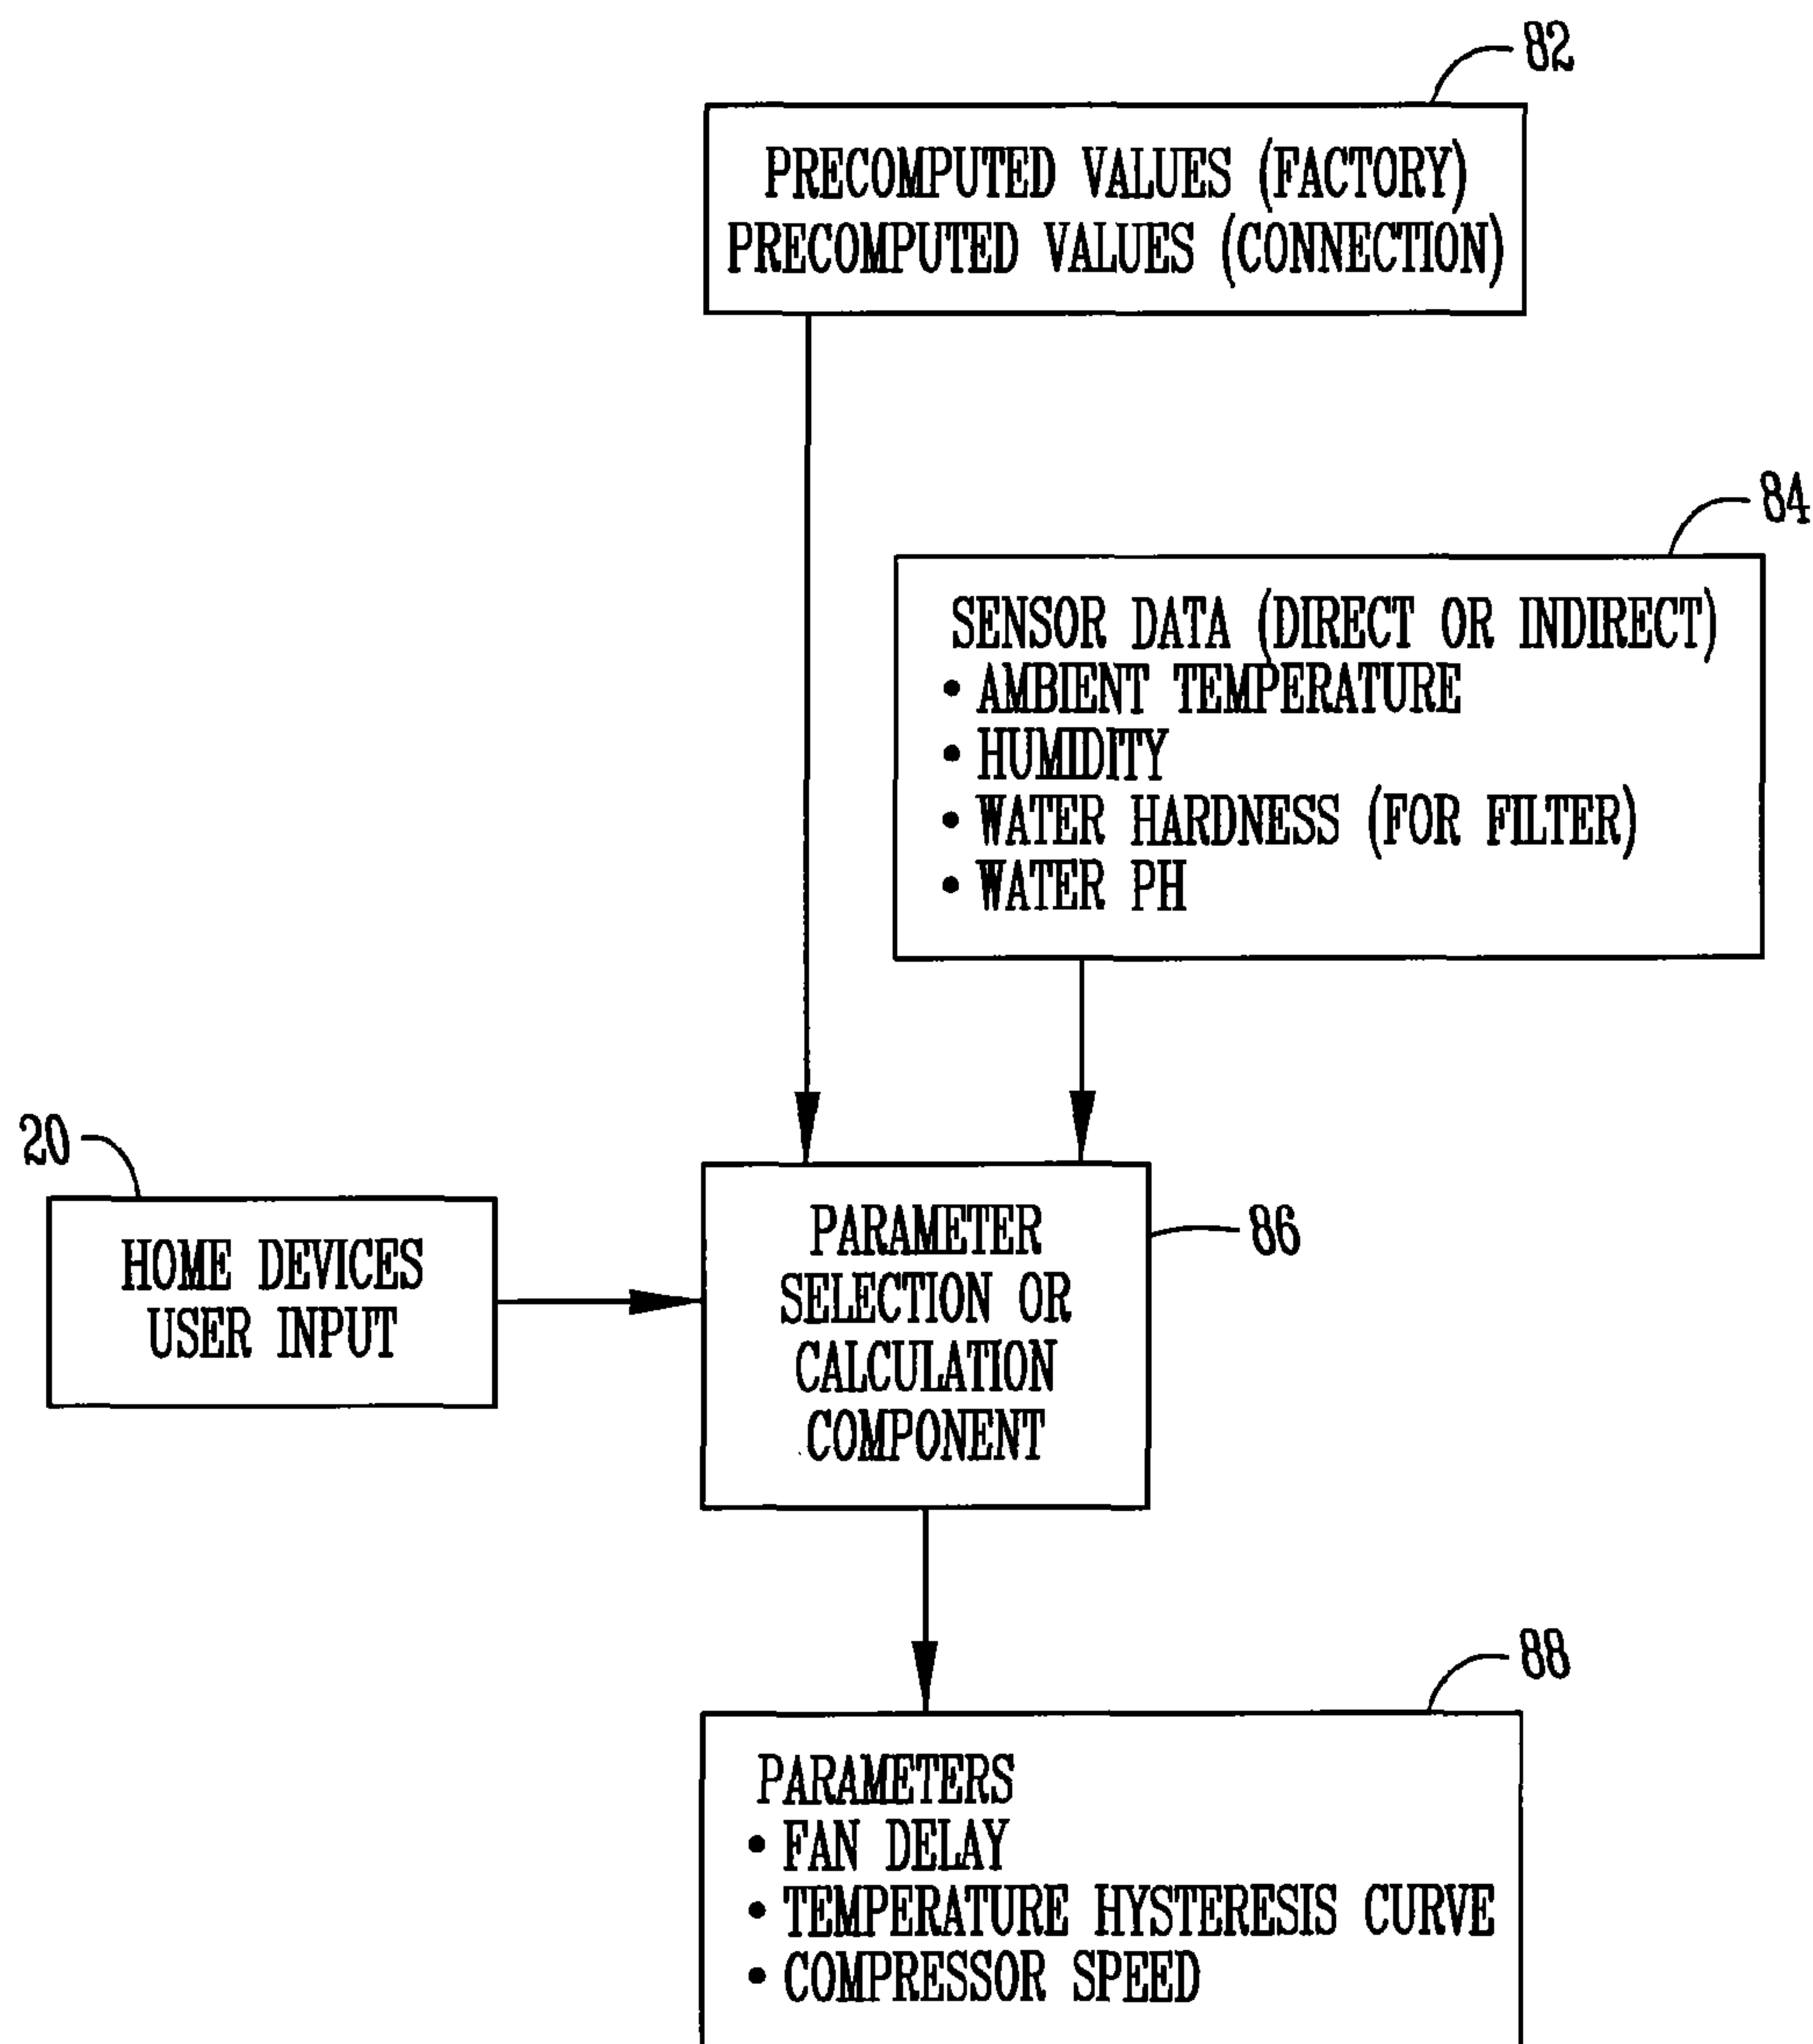 82
PRECOMPUTED VALUES (FACTORY)
PRECOMPUTED VALUES (CONNECTION)
84
SENSOR DATA (DIRECT OR INDIRECT)
• AMBIENT TEMPERATURE
• HUMIDITY
• WATER HARDNESS (FOR FILTER)
• WATER PH
20
HOME DEVICES
USER INPUT
PARAMETER
SELECTION OR
CALCULATION
COMPONENT
86
88
PARAMETERS
• FAN DELAY
• TEMPERATURE HYSTERESIS CURVE
• COMPRESSOR SPEED